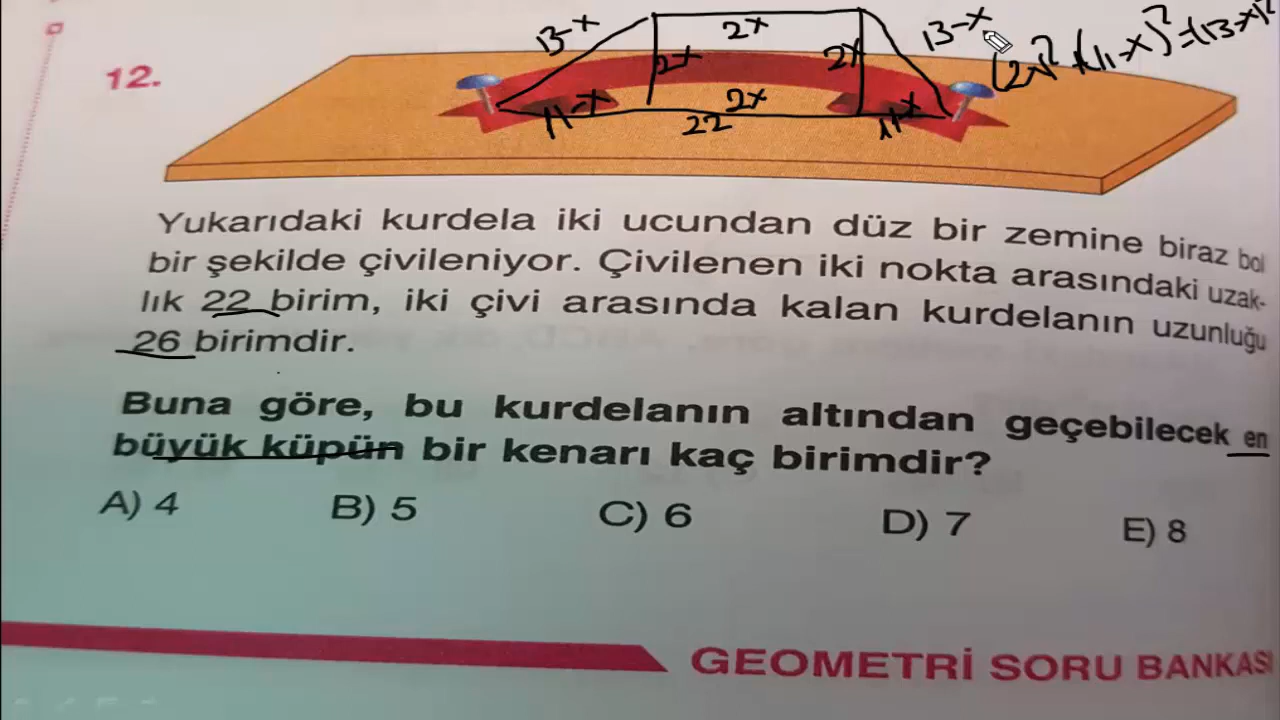 13-x
2x
13-x
(2x)²+(11-x)²=(13-x)²
2x
2x
12.
11-x
2x
22
11-x
Yukarıdaki kurdela iki ucundan düz bir zemine biraz bol
bir şekilde çivileniyor. Çivilenen iki nokta arasındaki uzak-
lık 22 birim, iki çivi arasında kalan kurdelanın uzunluğu
26 birimdir.
Buna göre, bu kurdelanın altından geçebilecek en
büyük küpün bir kenarı kaç birimdir?
A) 4 B) 5 C) 6 D) 7 E) 8
GEOMETRİ SORU BANKASI